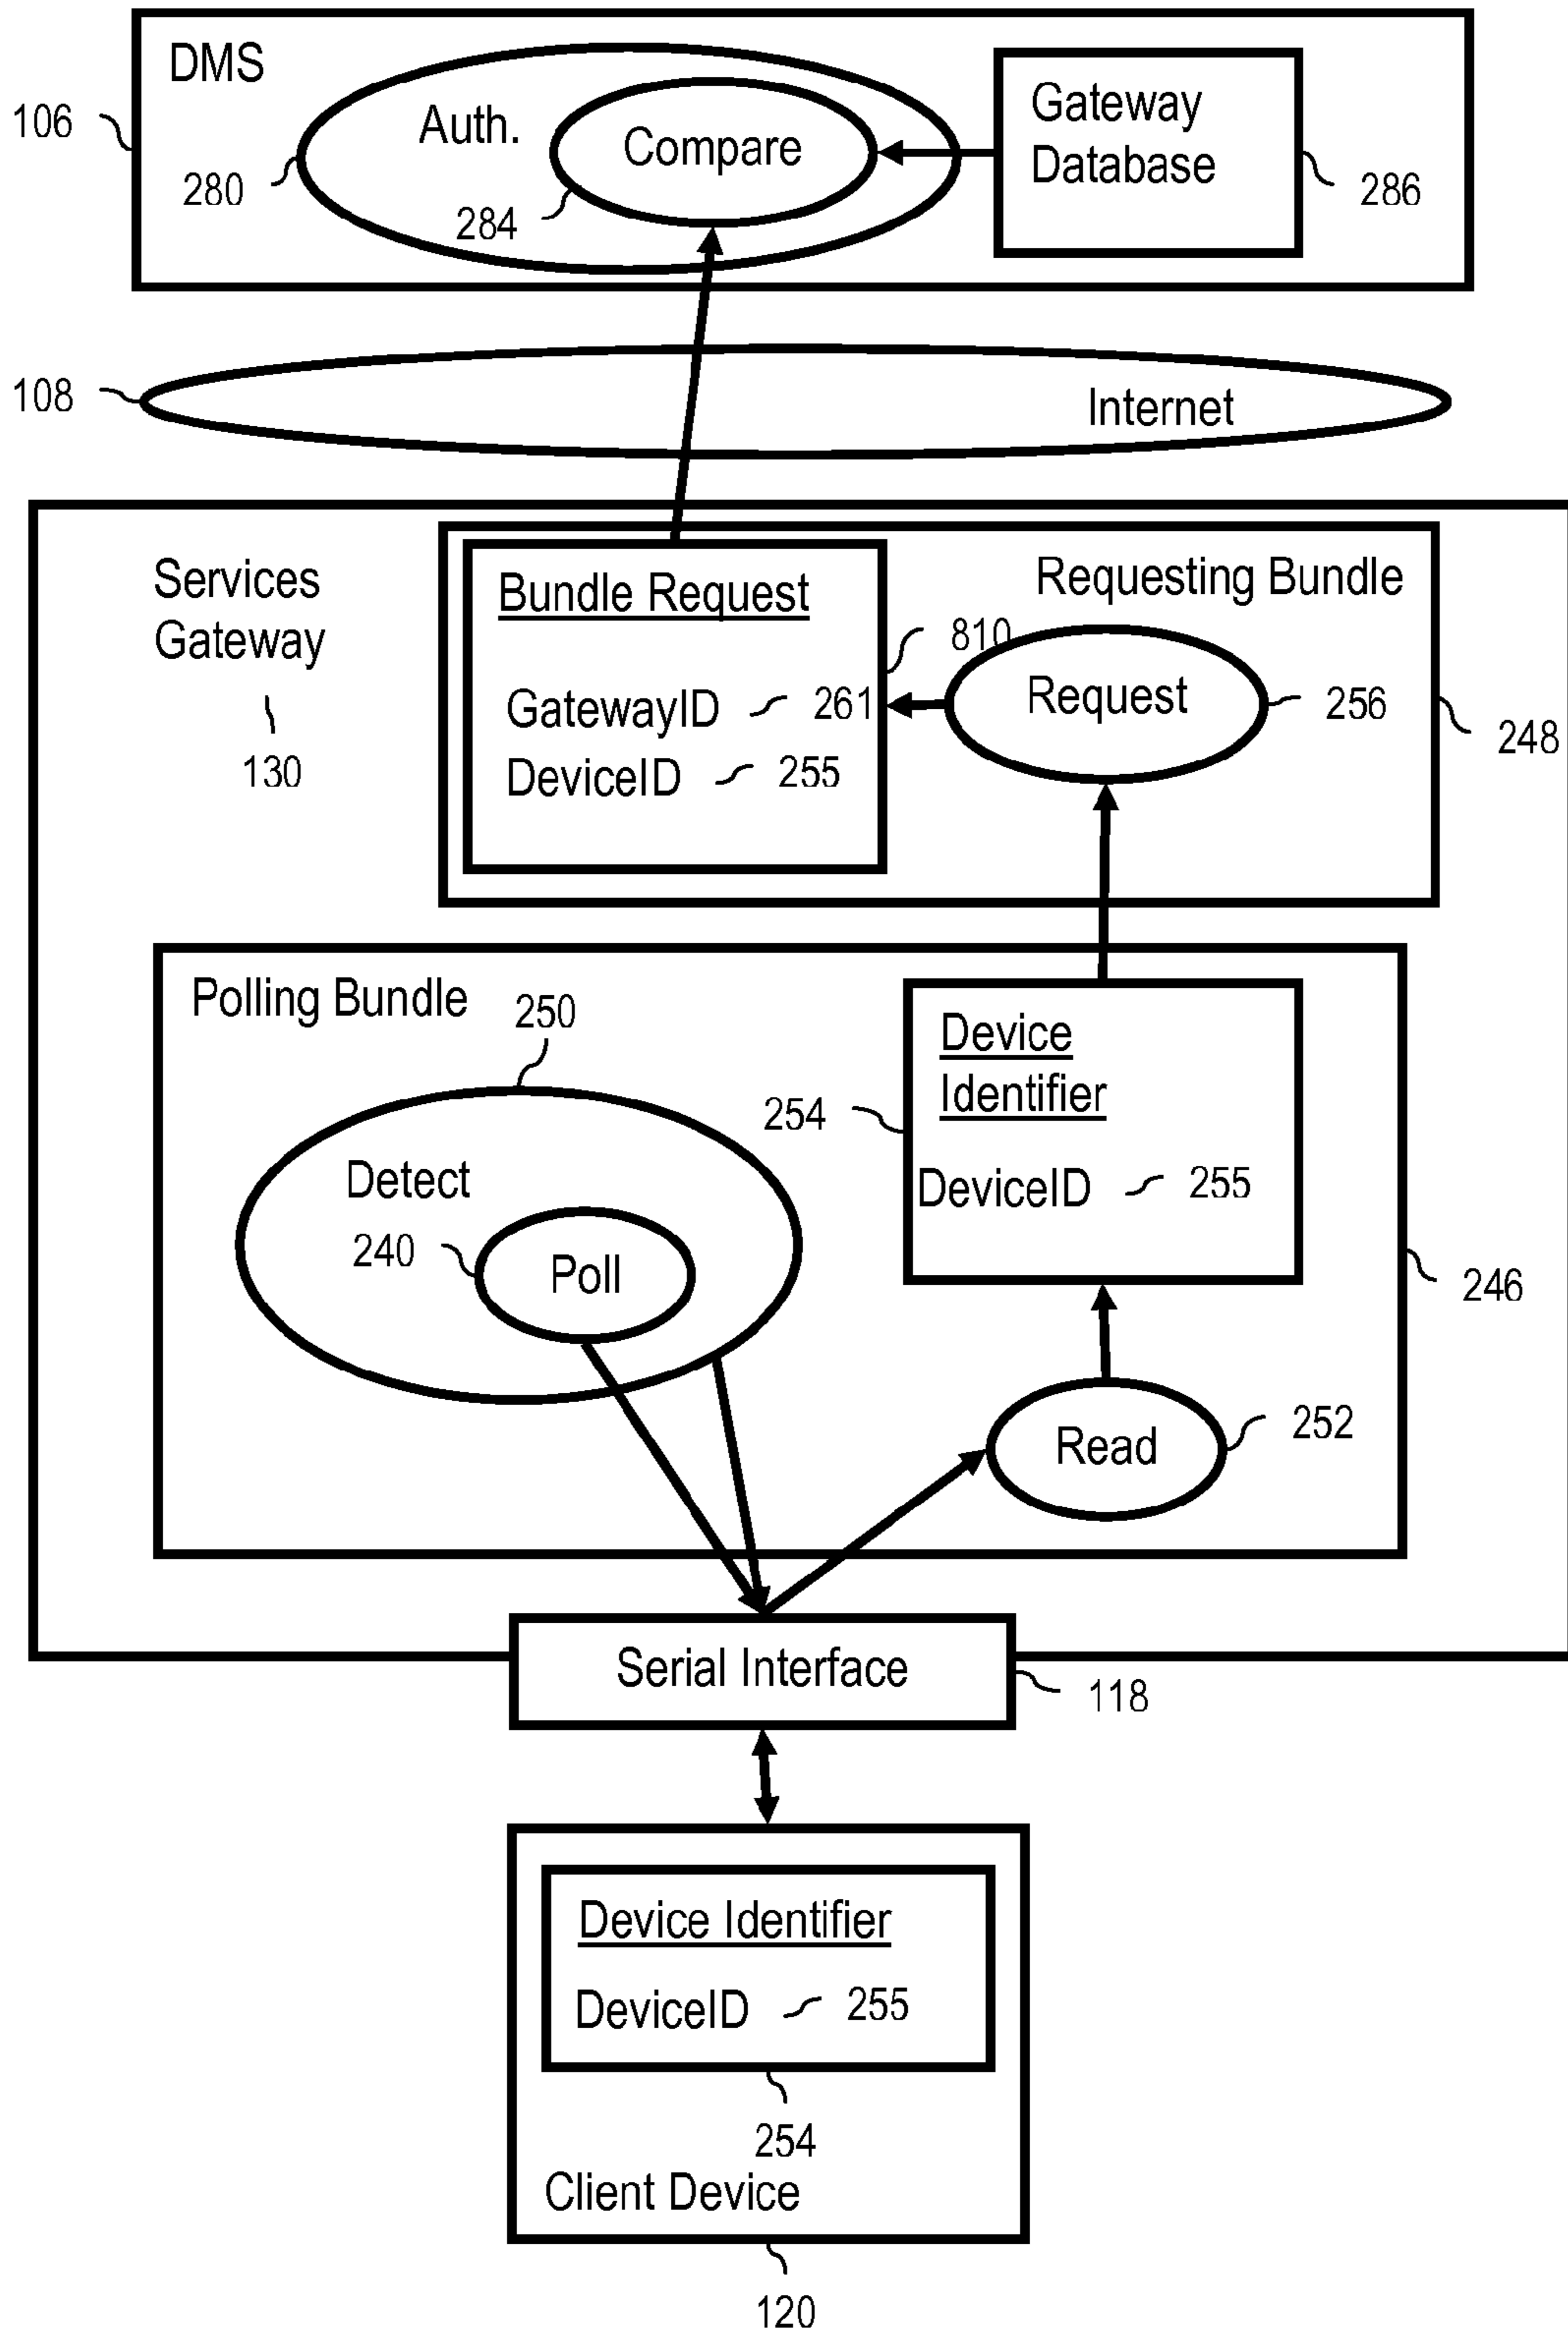 DMS
106
Auth.
Compare
Gateway
Database
280
284
286
108
Internet
Services
Gateway
130
Bundle Request
Requesting Bundle
810
GatewayID 261
DeviceID 255
Request
256
248
Polling Bundle
250
Device
Identifier
254
DeviceID 255
Detect
240
Poll
246
Read
252
Serial Interface
118
Device Identifier
DeviceID 255
254
Client Device
120